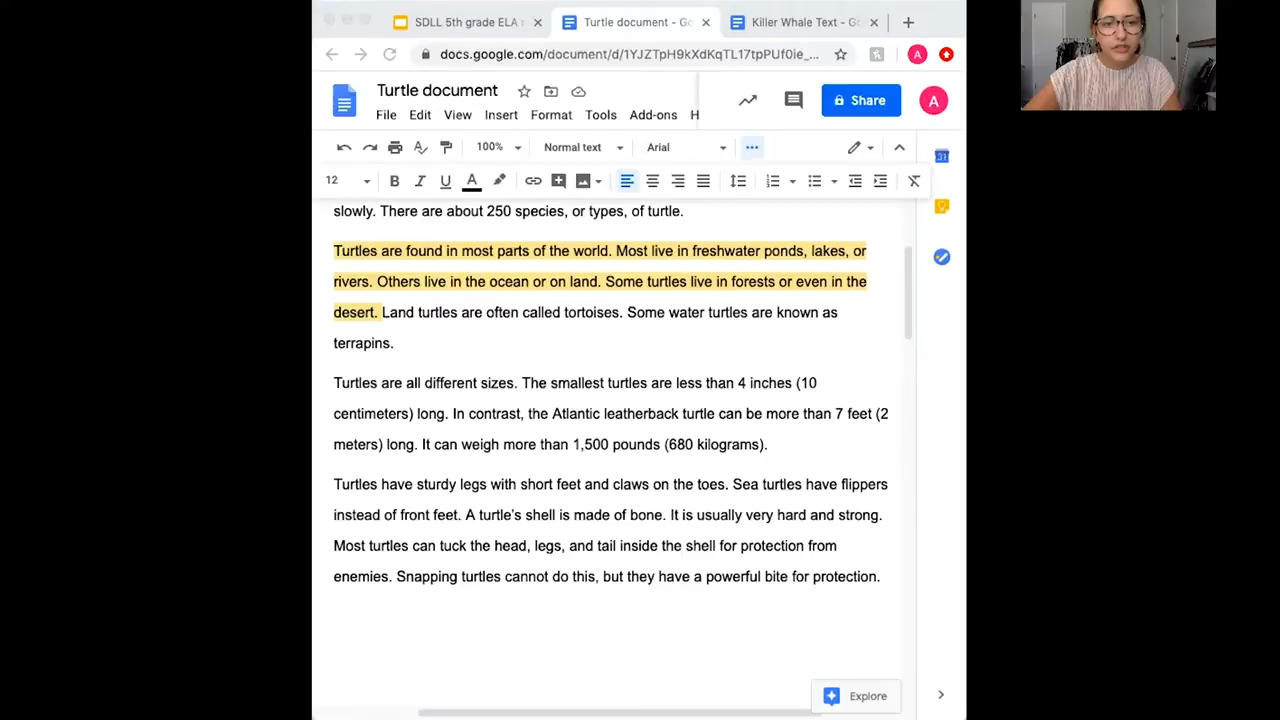 SDLL 5th grade ELA
Turtle document - Go
Killer Whale Text - Go
docs.google.com/document/d/1YJZTpH9kXdKqTL17tpPUf0ie_...
A
Turtle document
Share
A
File Edit View Insert Format Tools Add-ons H
100% Normal text Arial
31
12 B I U A
slowly. There are about 250 species, or types, of turtle.
Turtles are found in most parts of the world. Most live in freshwater ponds, lakes, or
rivers. Others live in the ocean or on land. Some turtles live in forests or even in the
desert. Land turtles are often called tortoises. Some water turtles are known as
terrapins.
Turtles are all different sizes. The smallest turtles are less than 4 inches (10
centimeters) long. In contrast, the Atlantic leatherback turtle can be more than 7 feet (2
meters) long. It can weigh more than 1,500 pounds (680 kilograms).
Turtles have sturdy legs with short feet and claws on the toes. Sea turtles have flippers
instead of front feet. A turtle's shell is made of bone. It is usually very hard and strong.
Most turtles can tuck the head, legs, and tail inside the shell for protection from
enemies. Snapping turtles cannot do this, but they have a powerful bite for protection.
Explore